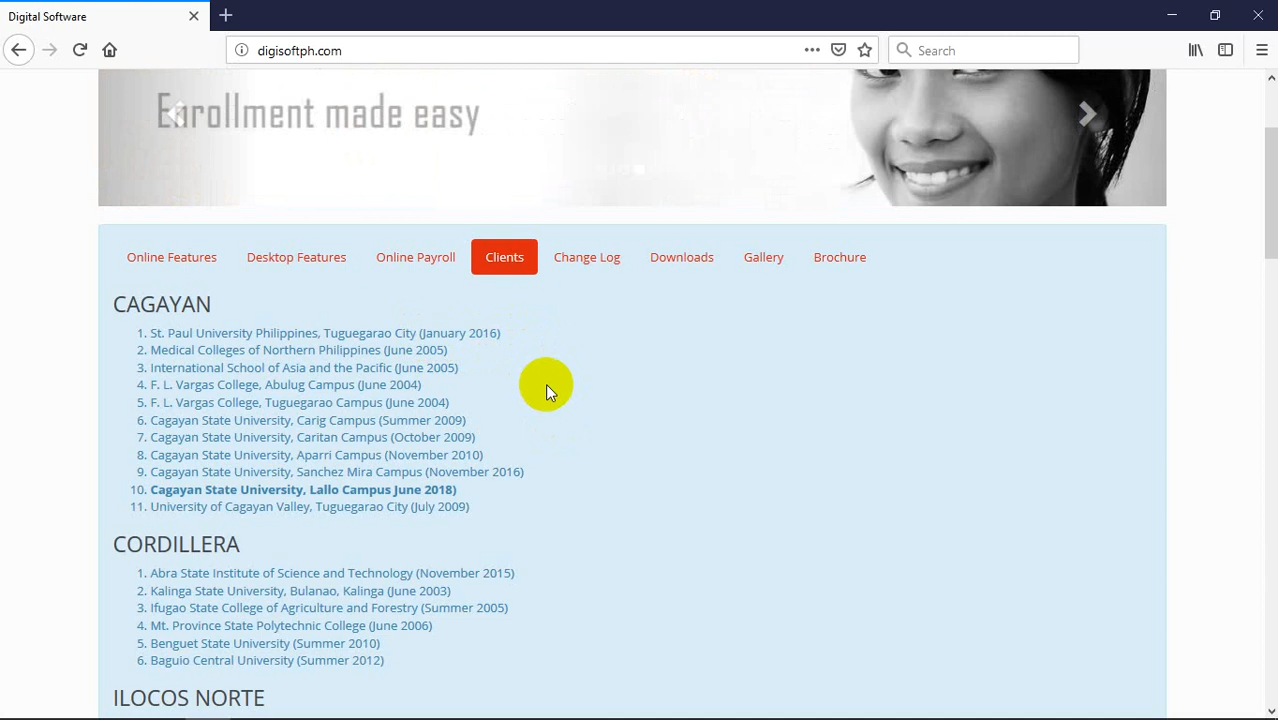 Digital Software
digisoftph.com
Search
Enrollment made easy
Online Features Desktop Features Online Payroll Clients Change Log Downloads Gallery Brochure
CAGAYAN
1. St. Paul University Philippines, Tuguegarao City (January 2016)
2. Medical Colleges of Northern Philippines (June 2005)
3. International School of Asia and the Pacific (June 2005)
4. F. L. Vargas College, Abulug Campus (June 2004)
5. F. L. Vargas College, Tuguegarao Campus (June 2004)
6. Cagayan State University, Carig Campus (Summer 2009)
7. Cagayan State University, Caritan Campus (October 2009)
8. Cagayan State University, Aparri Campus (November 2010)
9. Cagayan State University, Sanchez Mira Campus (November 2016)
10. Cagayan State University, Lallo Campus June 2018)
11. University of Cagayan Valley, Tuguegarao City (July 2009)
CORDILLERA
1. Abra State Institute of Science and Technology (November 2015)
2. Kalinga State University, Bulanao, Kalinga (June 2003)
3. Ifugao State College of Agriculture and Forestry (Summer 2005)
4. Mt. Province State Polytechnic College (June 2006)
5. Benguet State University (Summer 2010)
6. Baguio Central University (Summer 2012)
ILOCOS NORTE